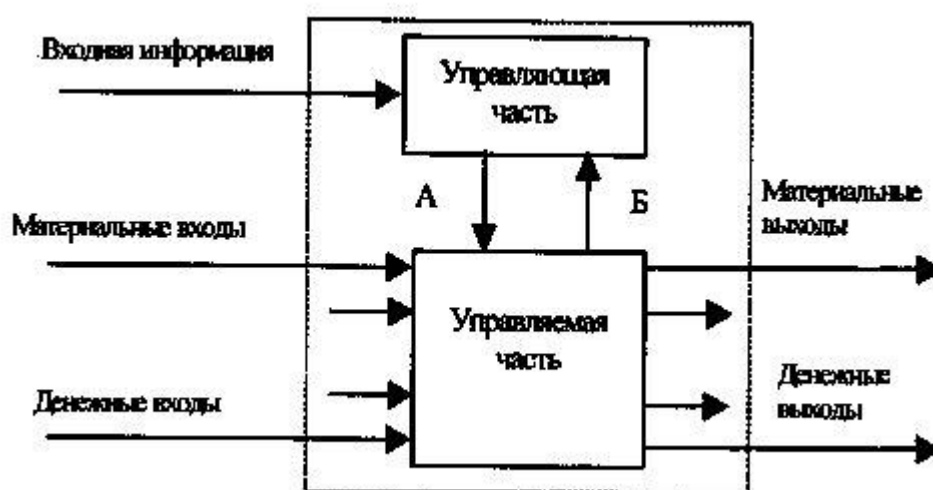 Входная информация
Управляющая
часть
А
Б
Материальные
выходы
Материальные входы
Управляемая
часть
Денежные
выходы
Денежные входы